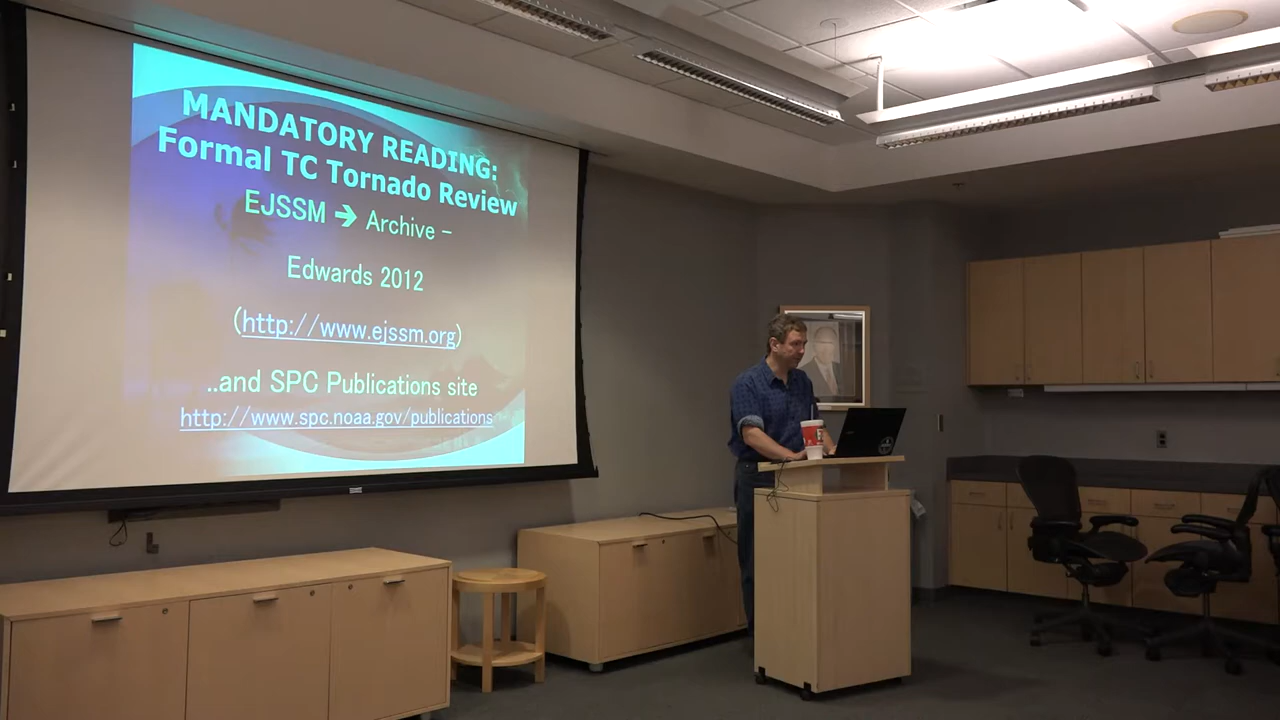 MANDATORY READING:
Formal TC Tornado Review
EJSSM ➔ Archive –
Edwards 2012
(http://www.ejssm.org)
..and SPC Publications site
http://www.spc.noaa.gov/publications